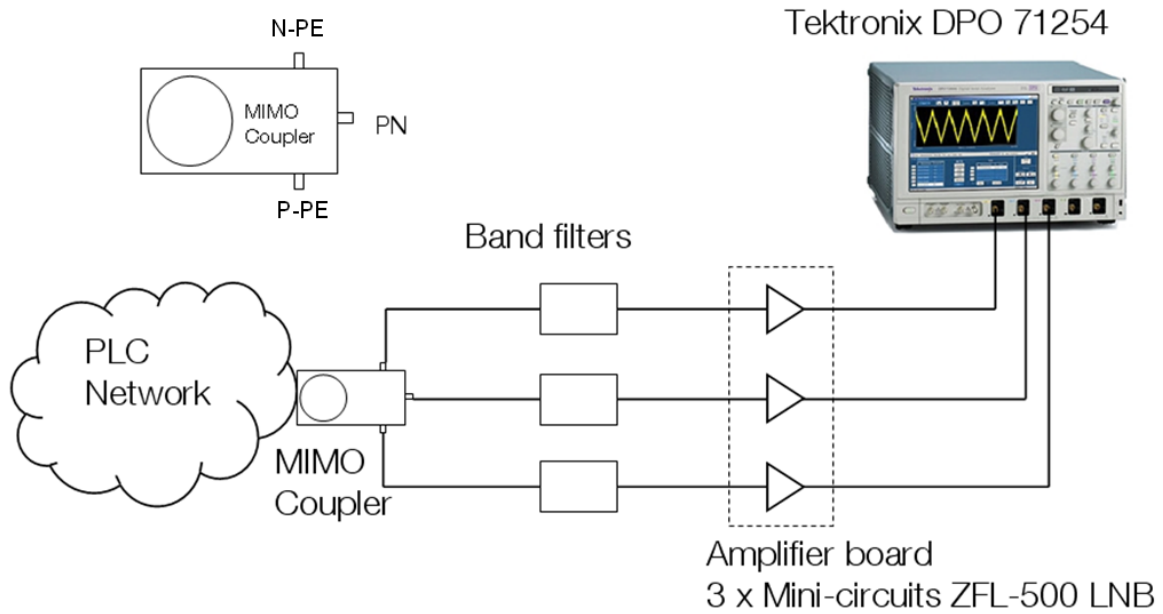 Tektronix DPO 71254
N-PE
MIMO
Coupler
PN
P-PE
Band filters
PLC
Network
MIMO
Coupler
Amplifier board
3 x Mini-circuits ZFL-500 LNB